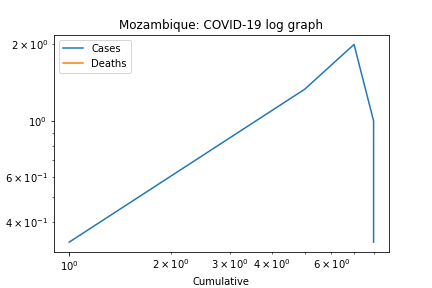 Mozambique: COVID-19 log graph
Cases
Deaths
2 × 10⁰
10⁰
6 × 10⁻¹
4 × 10⁻¹
10⁰ 2 × 10⁰ 3 × 10⁰ 4 × 10⁰ 6 × 10⁰
Cumulative